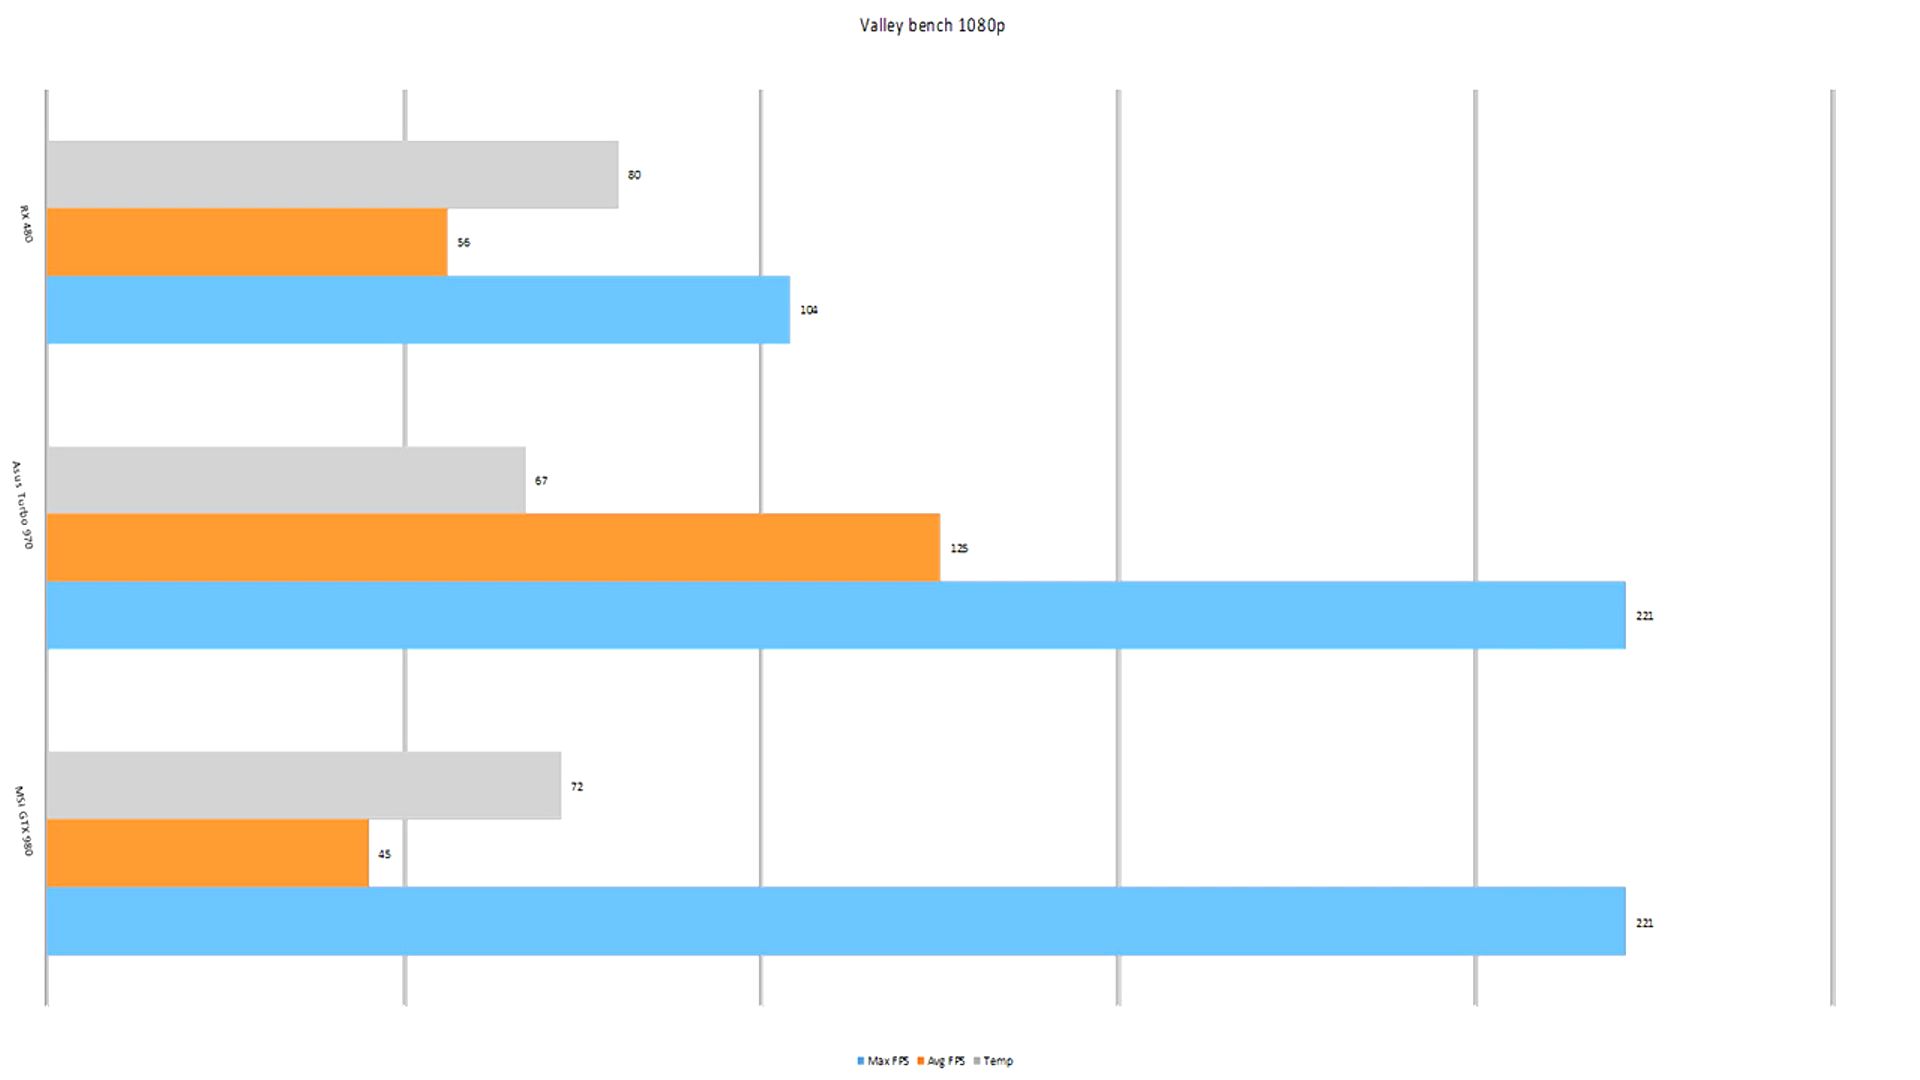 Valley bench 1080p
RX 480
80
56
104
Asus Turbo 970
67
125
221
MSI GTX 980
72
45
221
Max FPS Avg FPS Temp